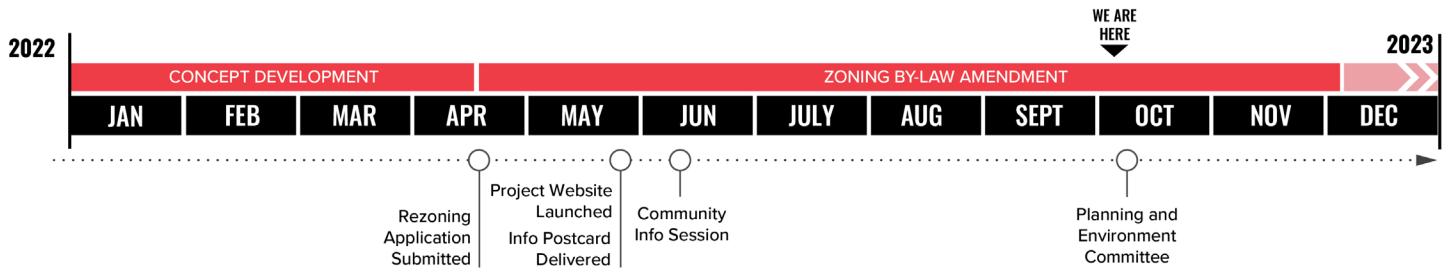 WE ARE
HERE
2022
2023
CONCEPT DEVELOPMENT
ZONING BY-LAW AMENDMENT
JAN
FEB
MAR
APR
MAY
JUN
JULY
AUG
SEPT
OCT
NOV
DEC
Rezoning
Application
Submitted
Project Website
Launched
Info Postcard
Delivered
Community
Info Session
Planning and
Environment
Committee